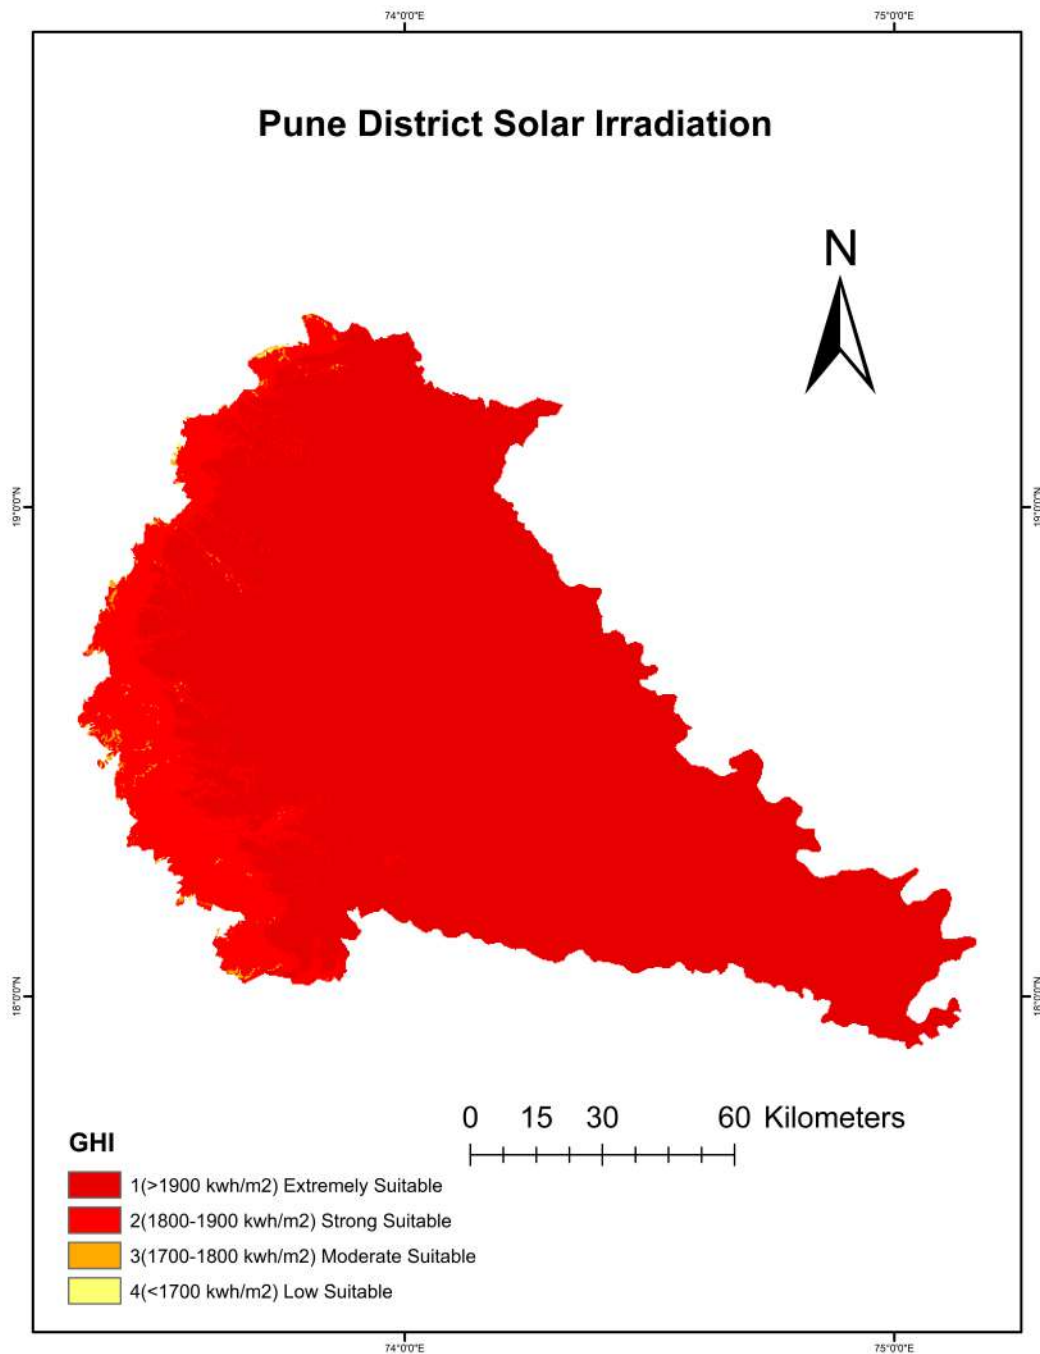 74°0'0"E 75°0'0"E
Pune District Solar Irradiation
N
19°0'0"N 19°0'0"N
18°0'0"N 18°0'0"N
0 15 30 60 Kilometers
GHI
1(>1900 kwh/m2) Extremely Suitable
2(1800-1900 kwh/m2) Strong Suitable
3(1700-1800 kwh/m2) Moderate Suitable
4(<1700 kwh/m2) Low Suitable
74°0'0"E 75°0'0"E